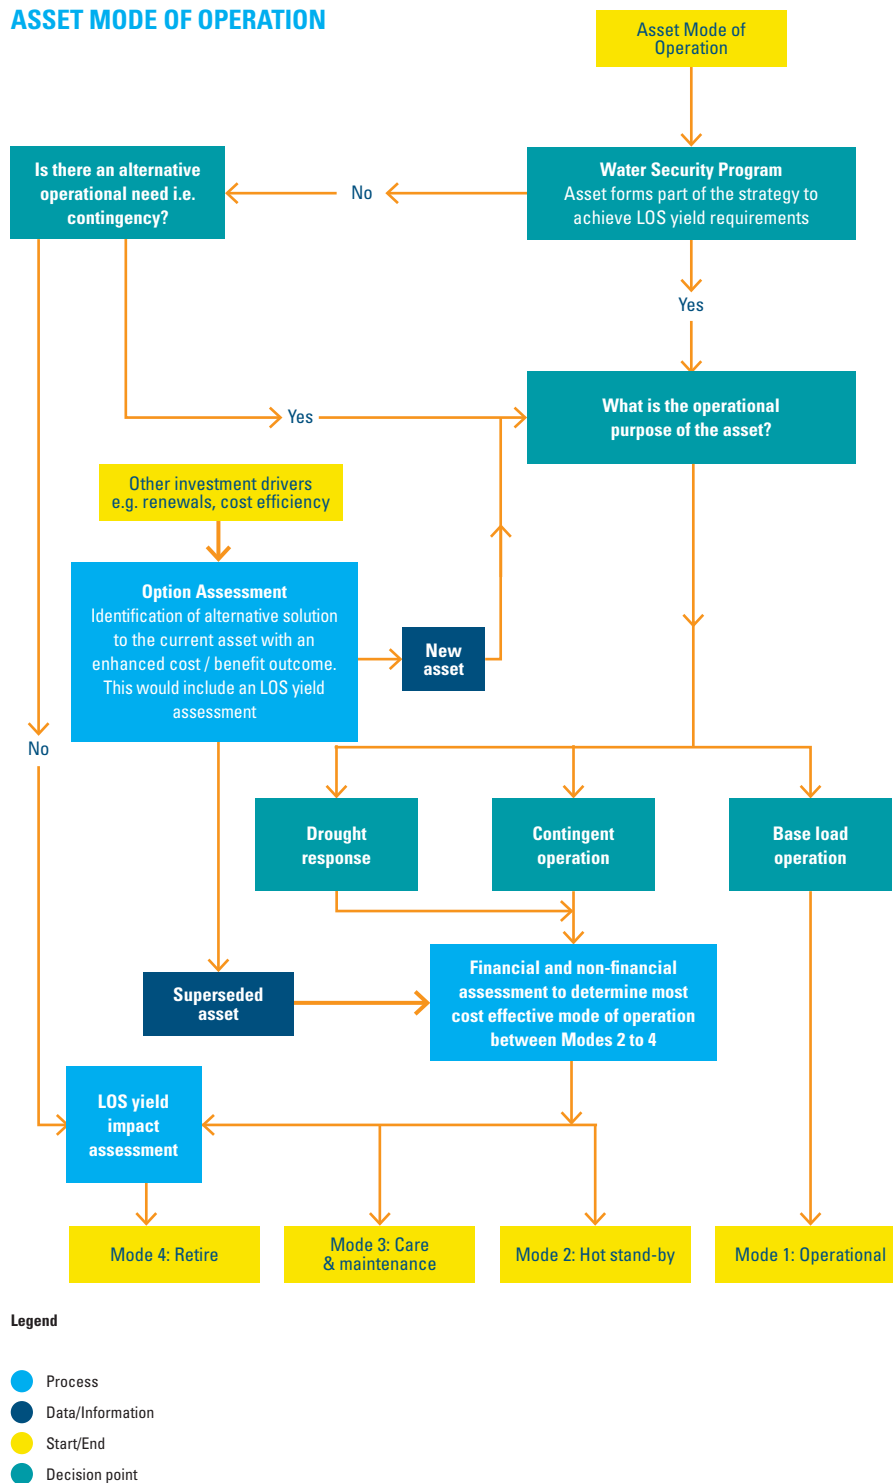 ASSET MODE OF OPERATION
Asset Mode of
Operation
Is there an alternative
operational need i.e.
contingency?
No
Water Security Program
Asset forms part of the strategy to
achieve LOS yield requirements
Yes
What is the operational
purpose of the asset?
Yes
Other investment drivers
e.g. renewals, cost efficiency
Option Assessment
Identification of alternative solution
to the current asset with an
enhanced cost / benefit outcome.
This would include an LOS yield
assessment
New
asset
No
Drought
response
Contingent
operation
Base load
operation
Superseded
asset
Financial and non-financial
assessment to determine most
cost effective mode of operation
between Modes 2 to 4
LOS yield
impact
assessment
Mode 4: Retire
Mode 3: Care
& maintenance
Mode 2: Hot stand-by
Mode 1: Operational
Legend
Process
Data/Information
Start/End
Decision point